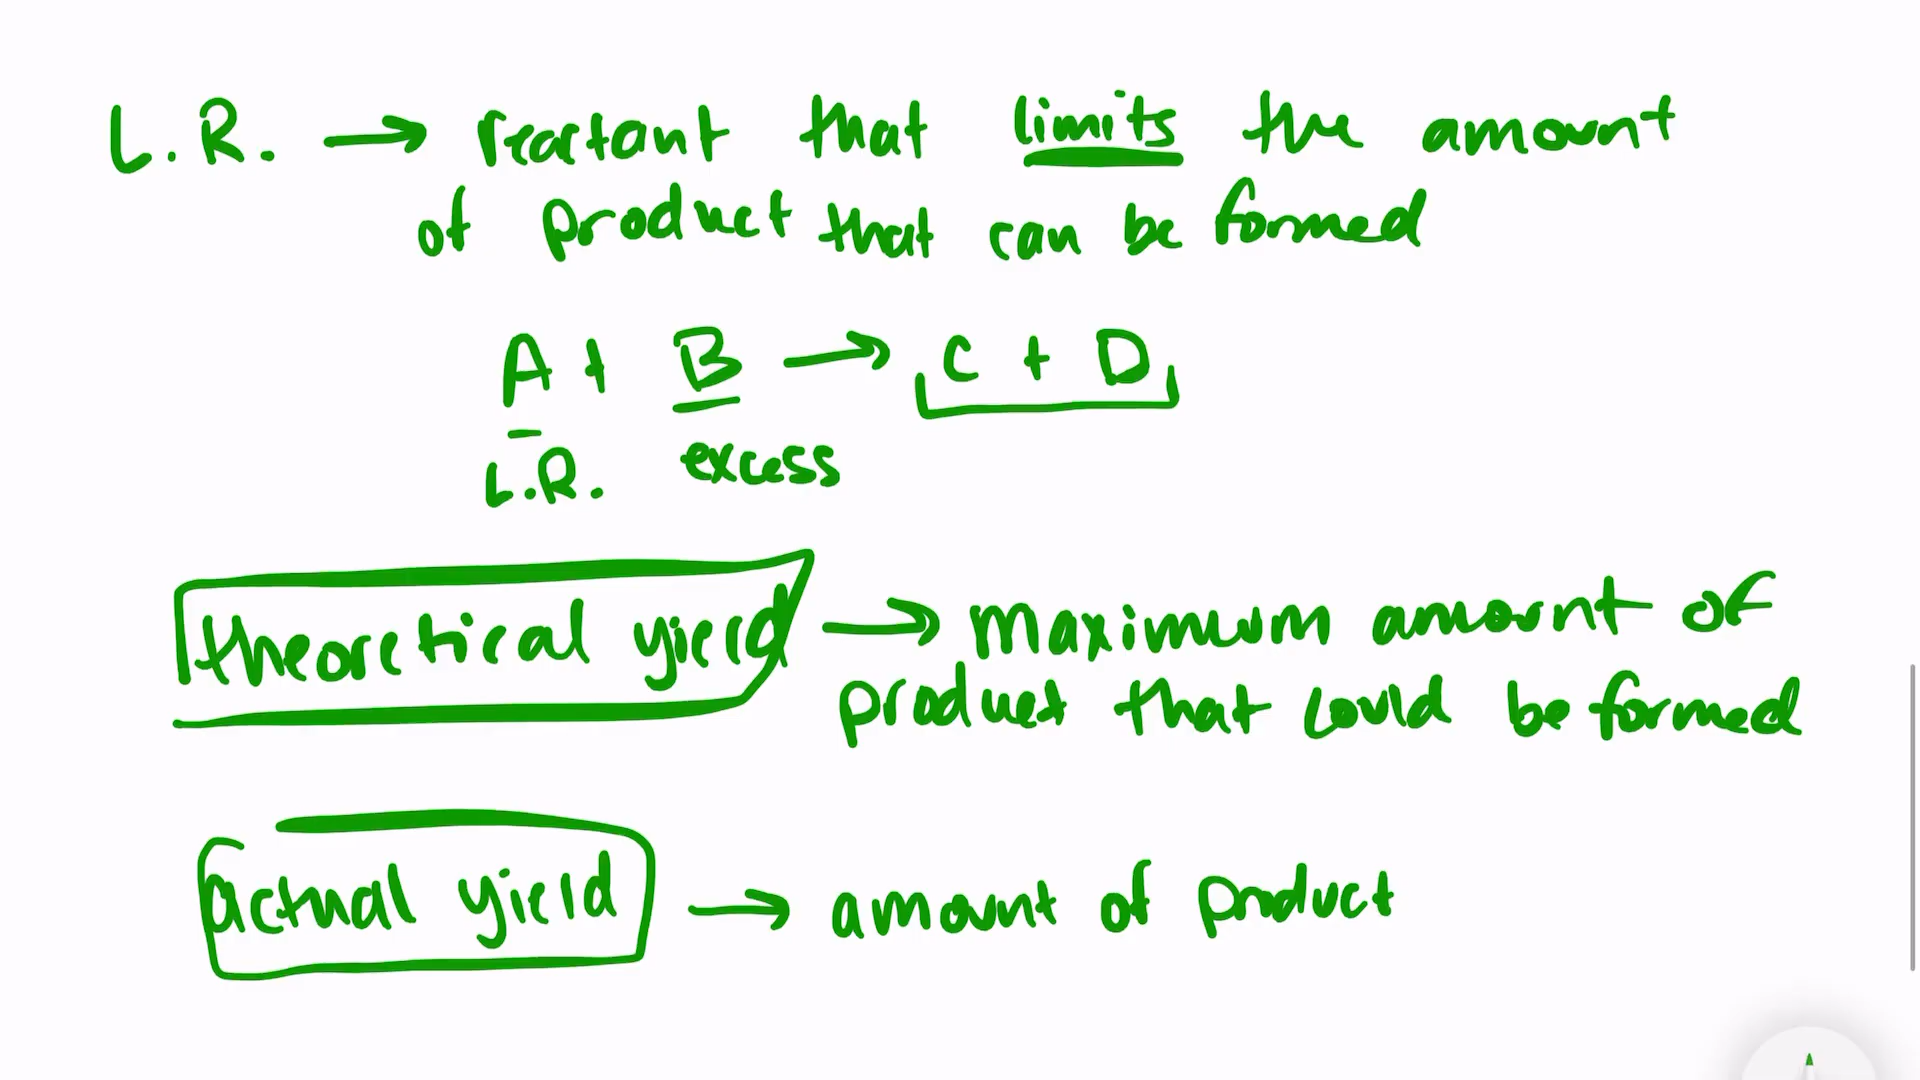 L.R. → reactant that limits the amount
of product that can be formed
A + B → C + D
L.R. excess
theoretical yield → maximum amount of
product that could be formed
actual yield → amount of product